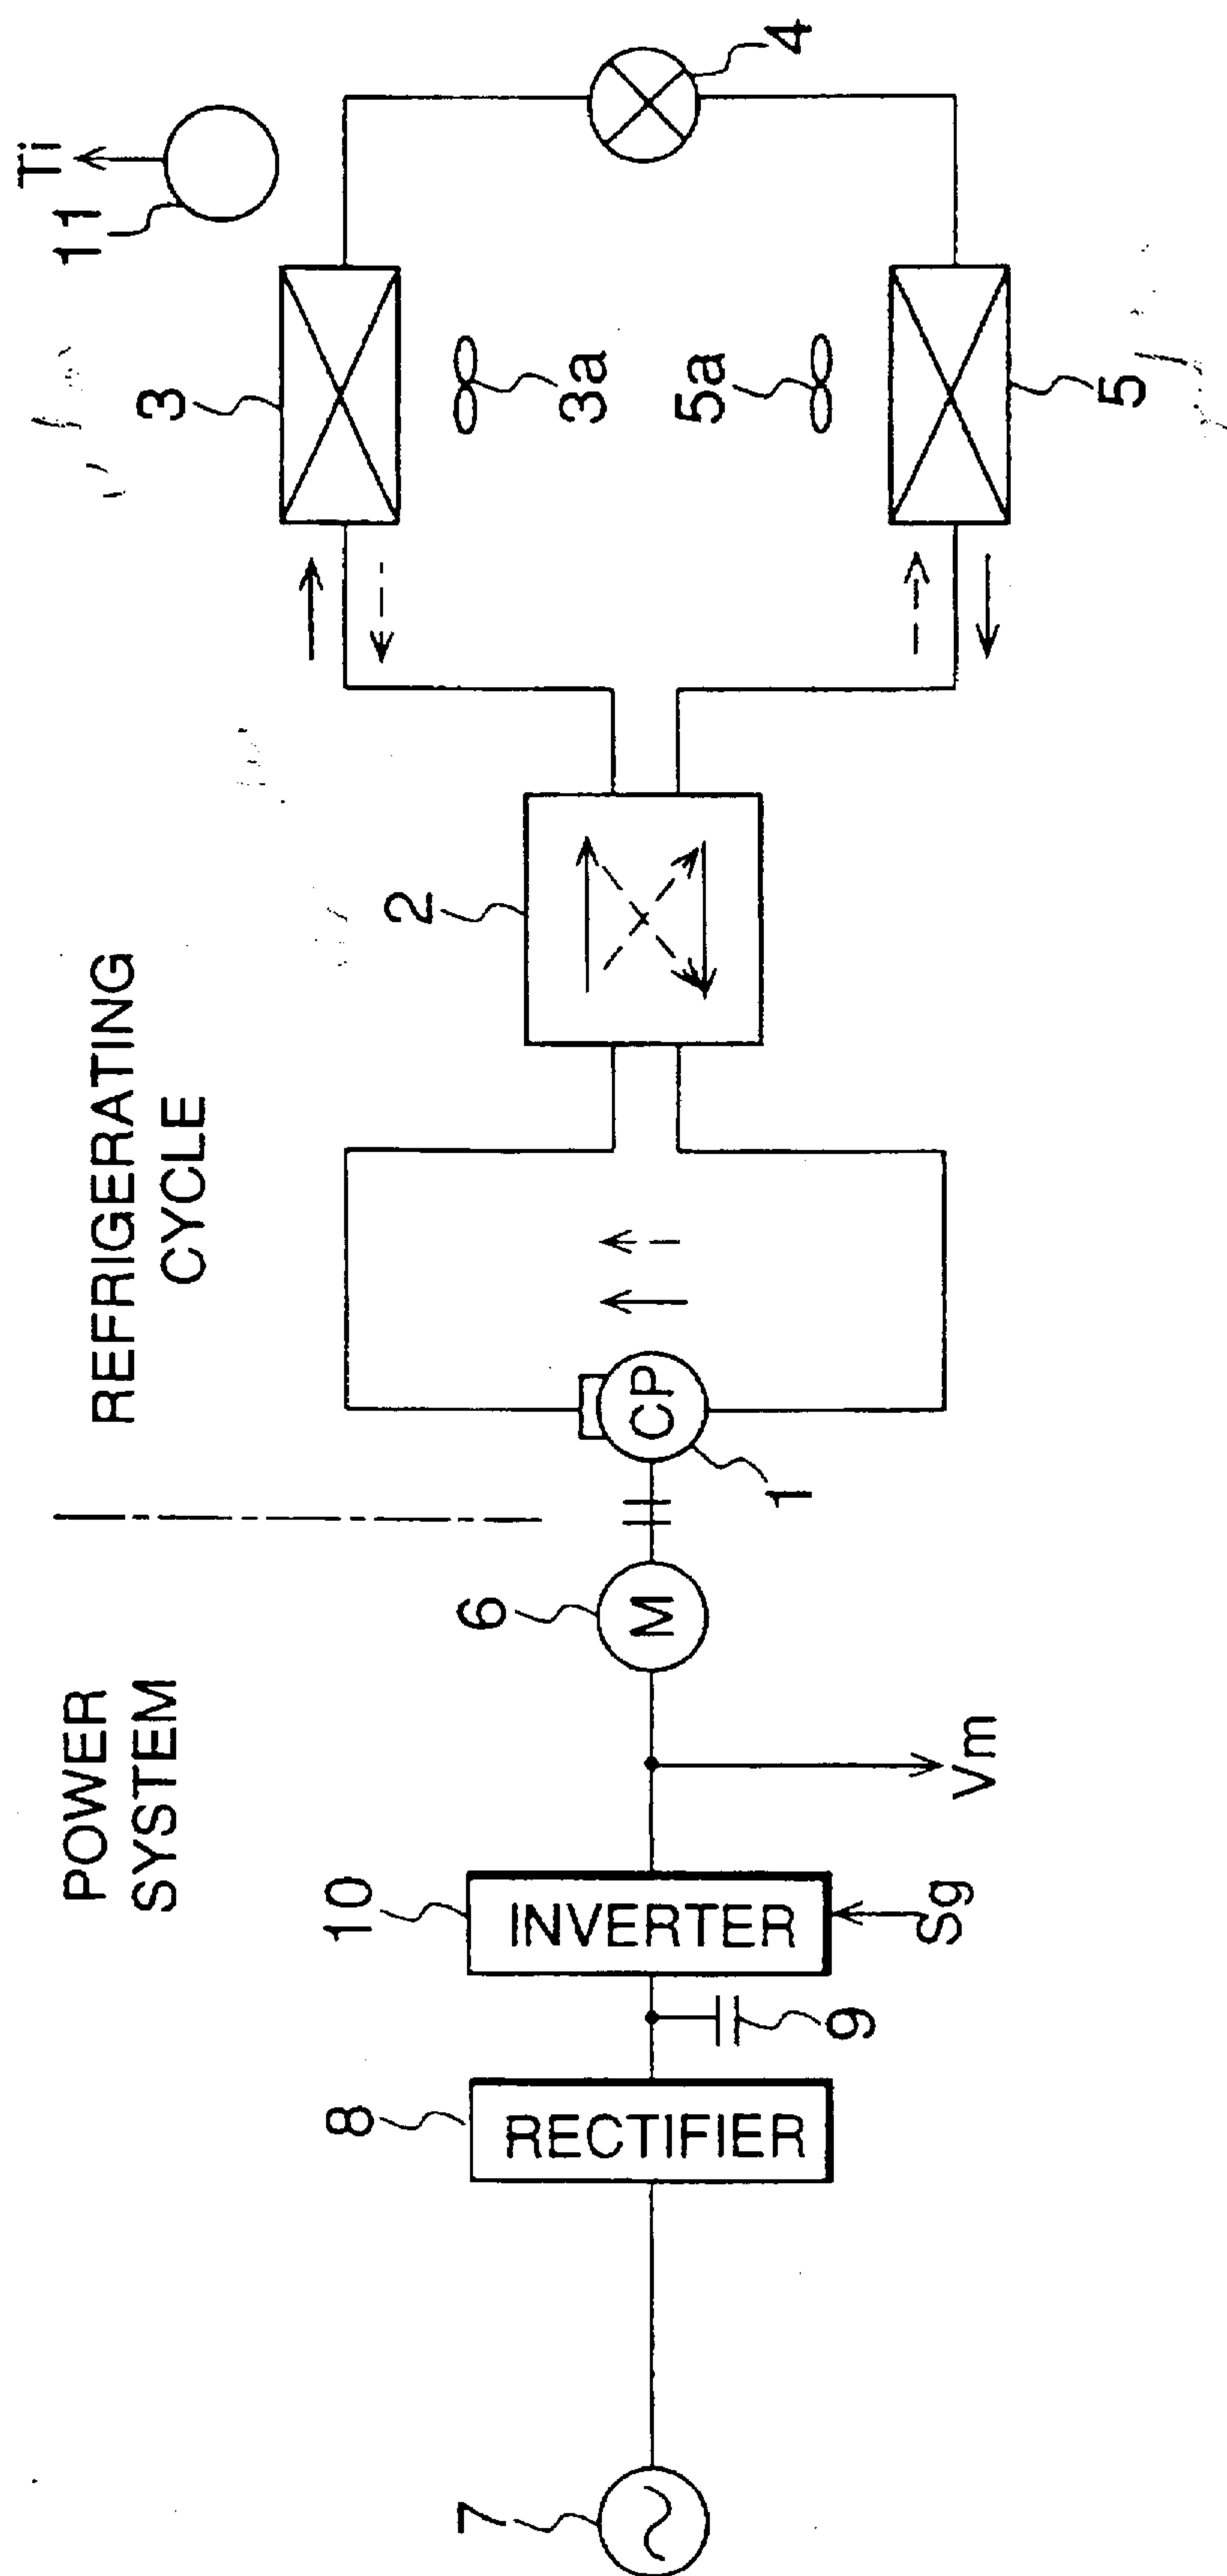 POWER
SYSTEM
REFRIGERATING
CYCLE
7
8
RECTIFIER
9
10
INVERTER
Sg
Vm
6
M
CP
1
2
3
3a
5a
5
4
11
Ti